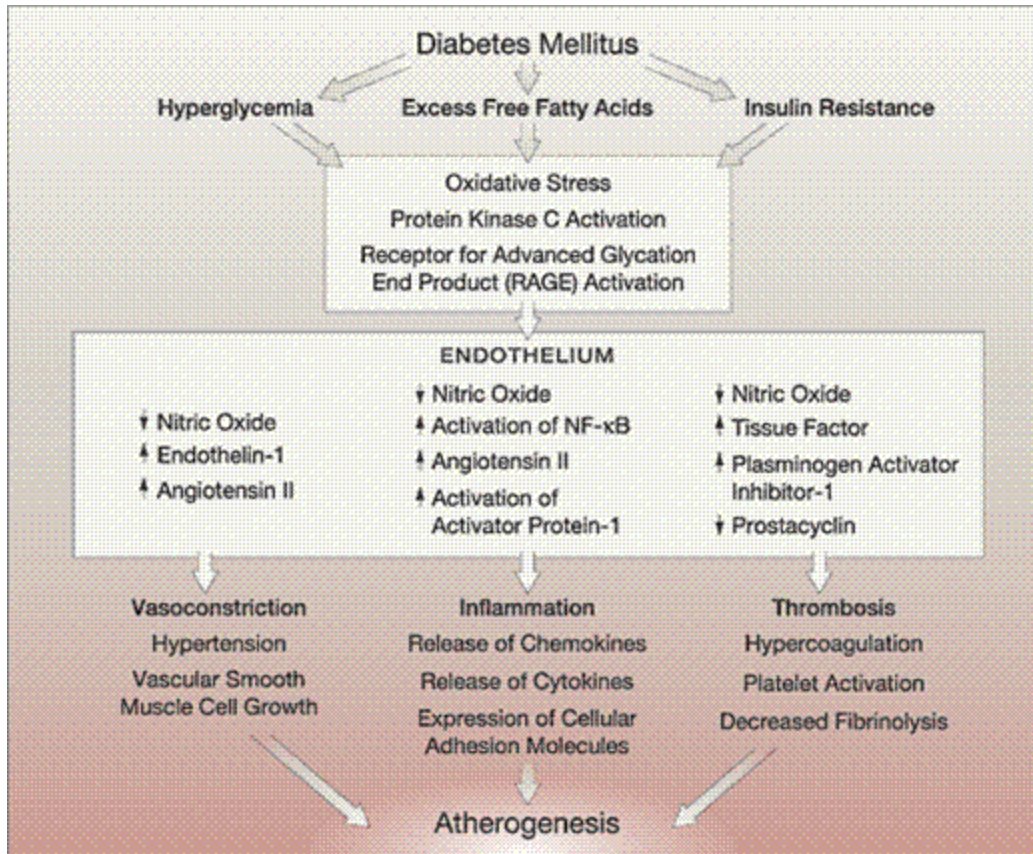 Diabetes Mellitus
Hyperglycemia
Excess Free Fatty Acids
Insulin Resistance
Oxidative Stress
Protein Kinase C Activation
Receptor for Advanced Glycation
End Product (RAGE) Activation
ENDOTHELIUM
Nitric Oxide
Endothelin-1
Angiotensin II
Nitric Oxide
Activation of NF-κB
Angiotensin II
Activation of
Activator Protein-1
Nitric Oxide
Tissue Factor
Plasminogen Activator
Inhibitor-1
Prostacyclin
Vasoconstriction
Hypertension
Vascular Smooth
Muscle Cell Growth
Inflammation
Release of Chemokines
Release of Cytokines
Expression of Cellular
Adhesion Molecules
Thrombosis
Hypercoagulation
Platelet Activation
Decreased Fibrinolysis
Atherogenesis